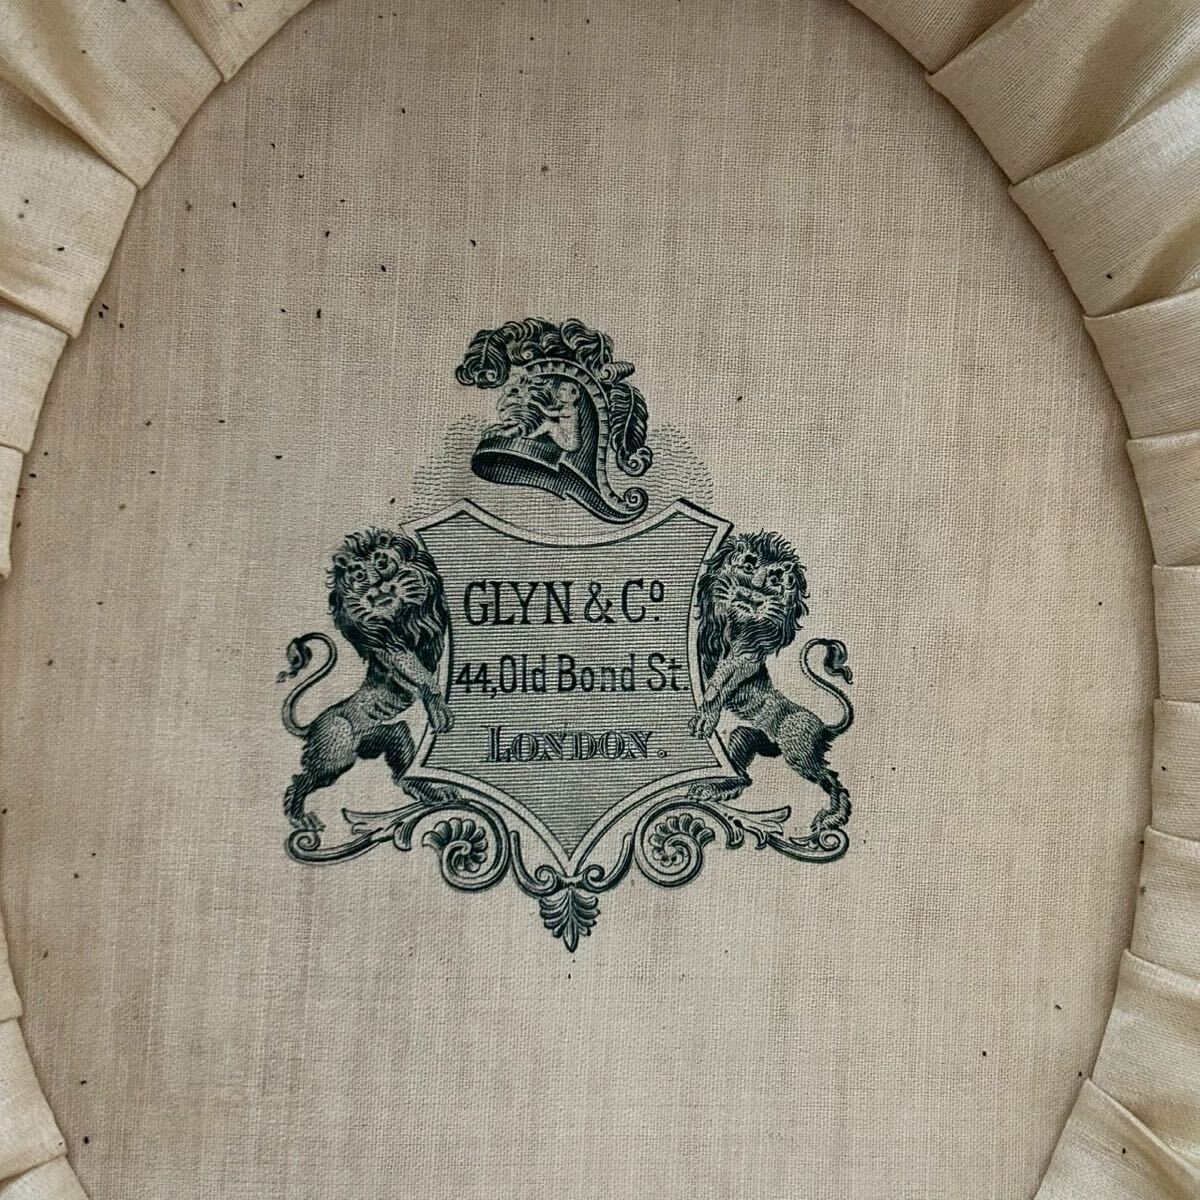 GLYN & Cº.
44, Old Bond St.
LONDON.